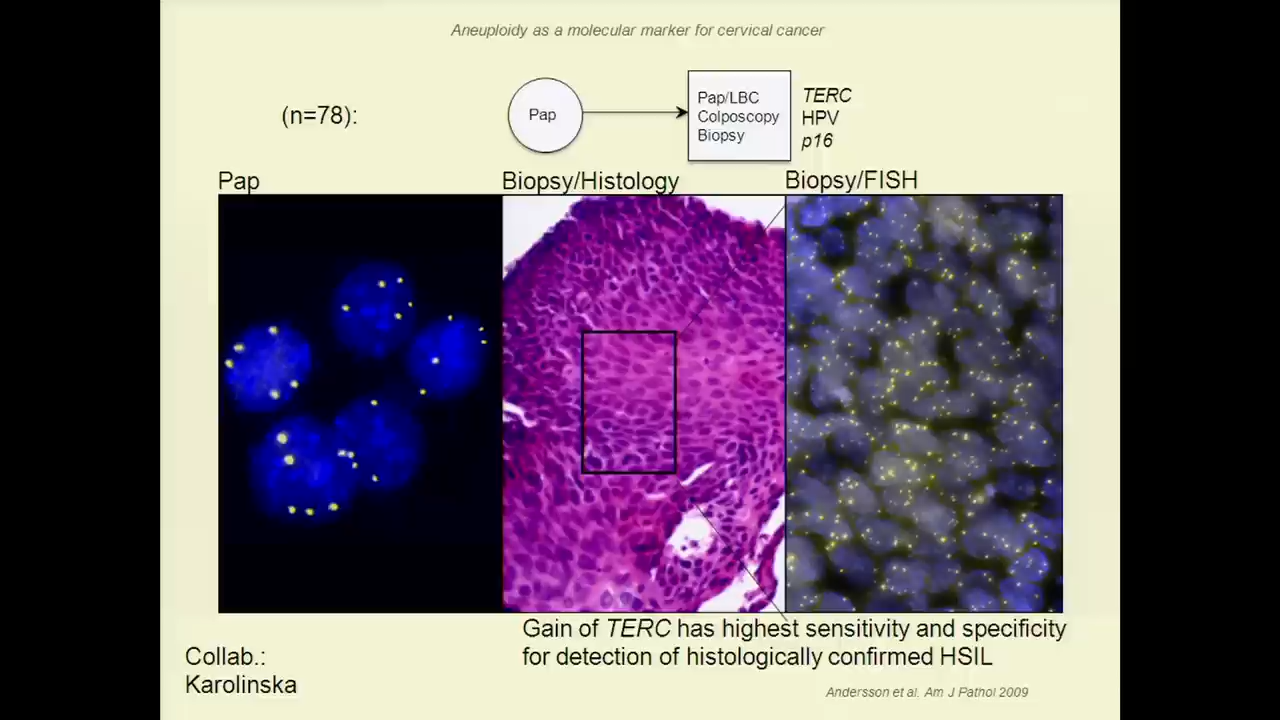 Aneuploidy as a molecular marker for cervical cancer
(n=78):
Pap
Pap/LBC
Colposcopy
Biopsy
TERC
HPV
p16
Pap
Biopsy/Histology
Biopsy/FISH
Gain of TERC has highest sensitivity and specificity
for detection of histologically confirmed HSIL
Collab.:
Karolinska
Andersson et al. Am J Pathol 2009